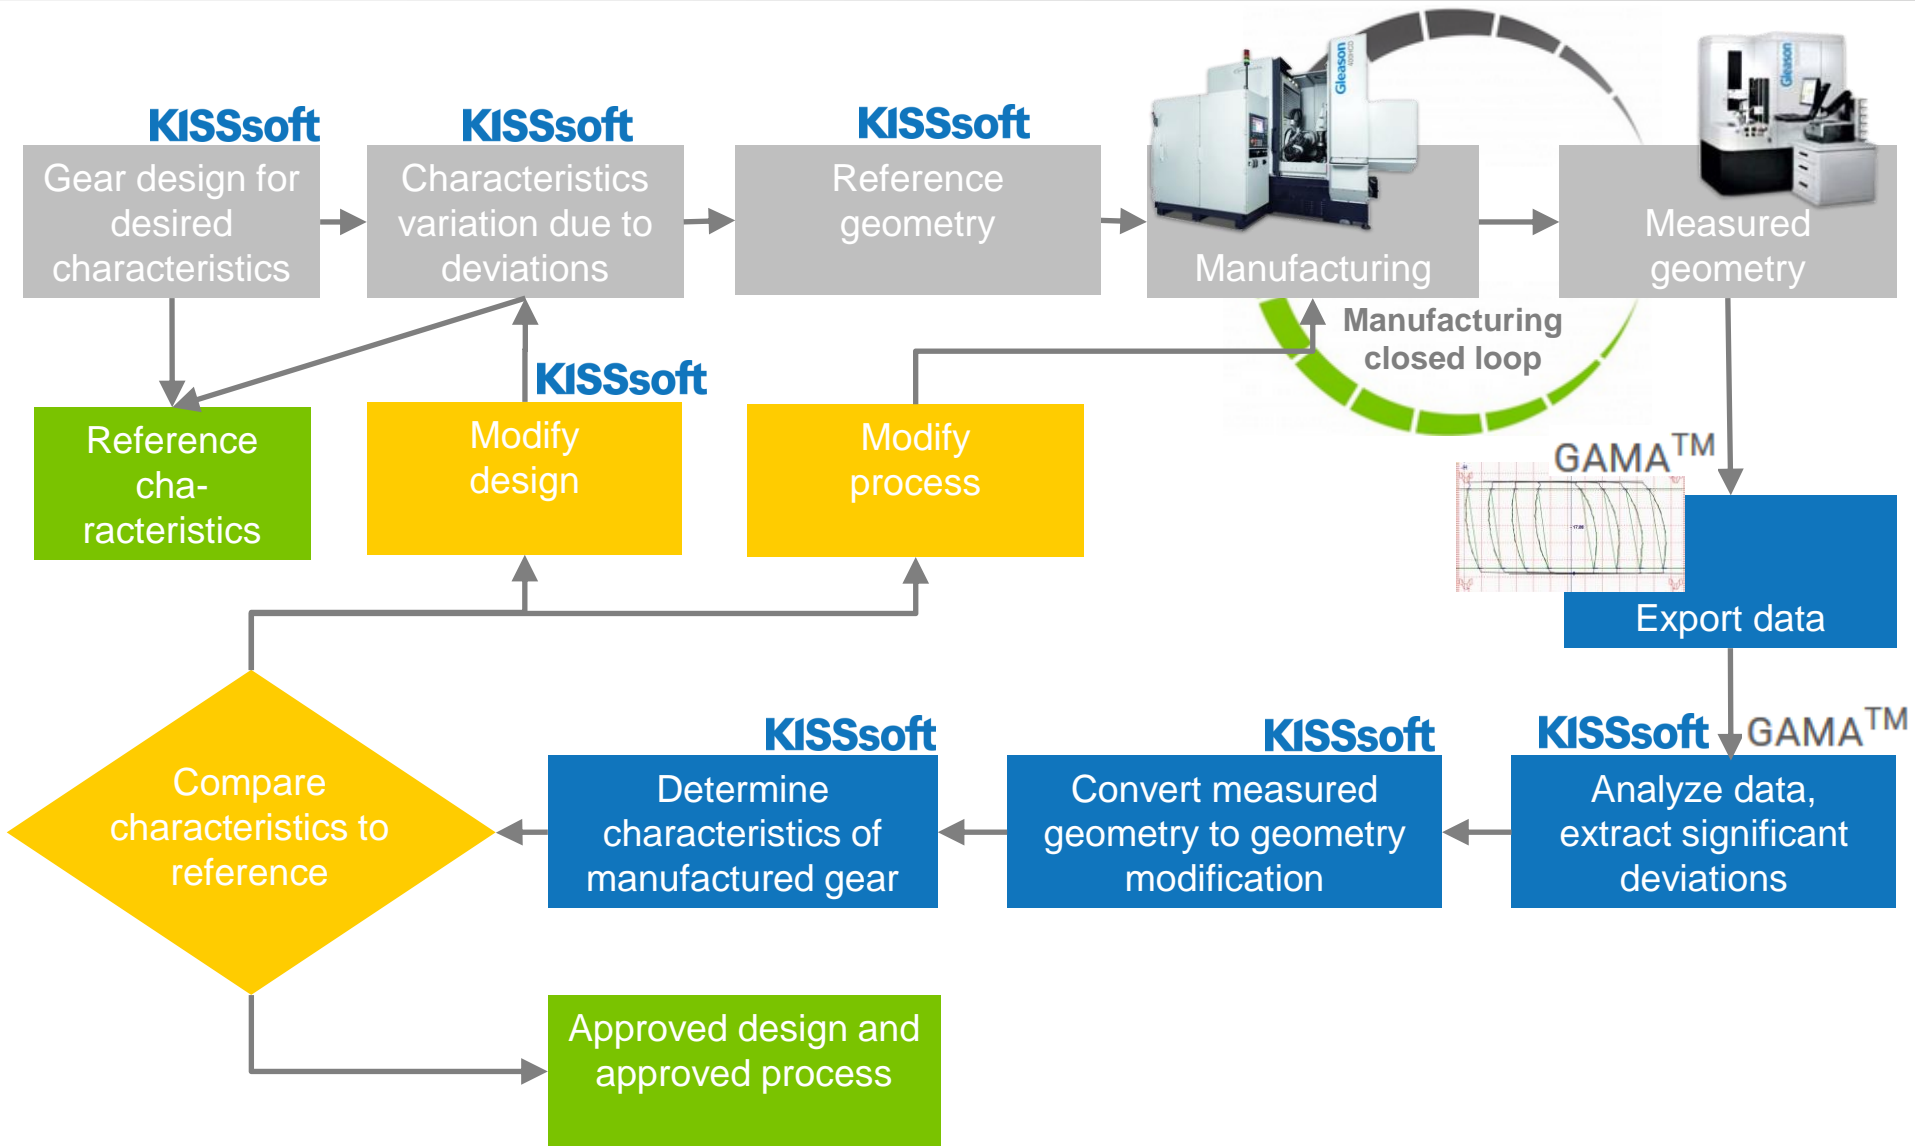 KISSsoft
KISSsoft
KISSsoft
Gleason
400HCD
Gleason
Gear design for
desired
characteristics
Characteristics
variation due to
deviations
Reference
geometry
Manufacturing
Measured
geometry
Manufacturing
closed loop
KISSsoft
Reference
cha-
racteristics
Modify
design
Modify
process
GAMA™
Export data
KISSsoft
KISSsoft
KISSsoft
GAMA™
Compare
characteristics to
reference
Determine
characteristics of
manufactured gear
Convert measured
geometry to geometry
modification
Analyze data,
extract significant
deviations
Approved design and
approved process